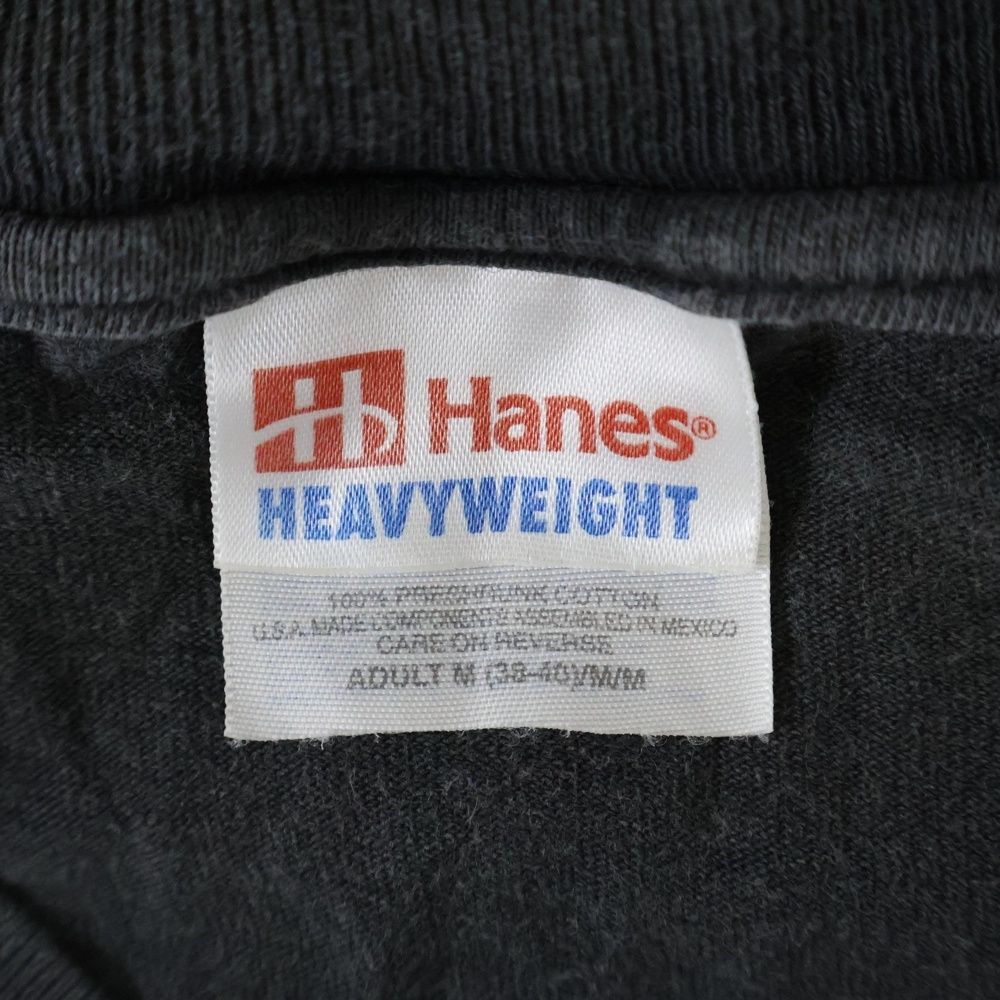 H Hanes®
HEAVYWEIGHT
100% PRESHRUNK COTTON
U.S.A. MADE COMPONENTS ASSEMBLED IN MEXICO
CARE ON REVERSE
ADULT M (38-40)/M/M